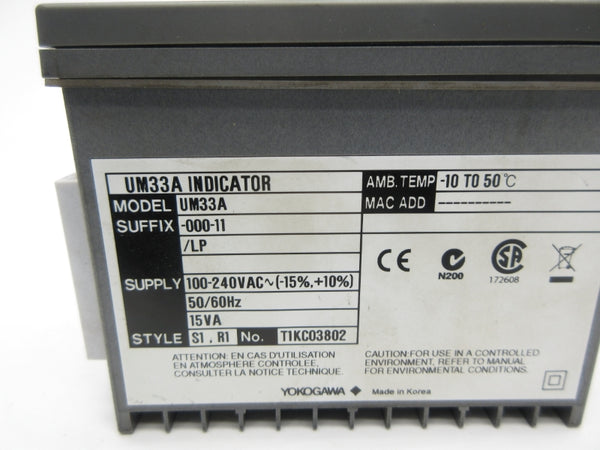 UM33A INDICATOR
MODEL UM33A
SUFFIX -000-11
/LP
SUPPLY 100-240VAC~(-15%,+10%)
50/60Hz
15VA
STYLE S1 , R1 No. T1KC03802
AMB. TEMP -10 TO 50℃
MAC ADD ----------
CE N200 SA 172608
ATTENTION: EN CAS D'UTILISATION
EN ATMOSPHERE CONTROLEE,
CONSULTER LA NOTICE TECHNIQUE.
CAUTION:FOR USE IN A CONTROLLED
ENVIRONMENT, REFER TO MANUAL
FOR ENVIRONMENTAL CONDITIONS.
YOKOGAWA ◆ Made in Korea